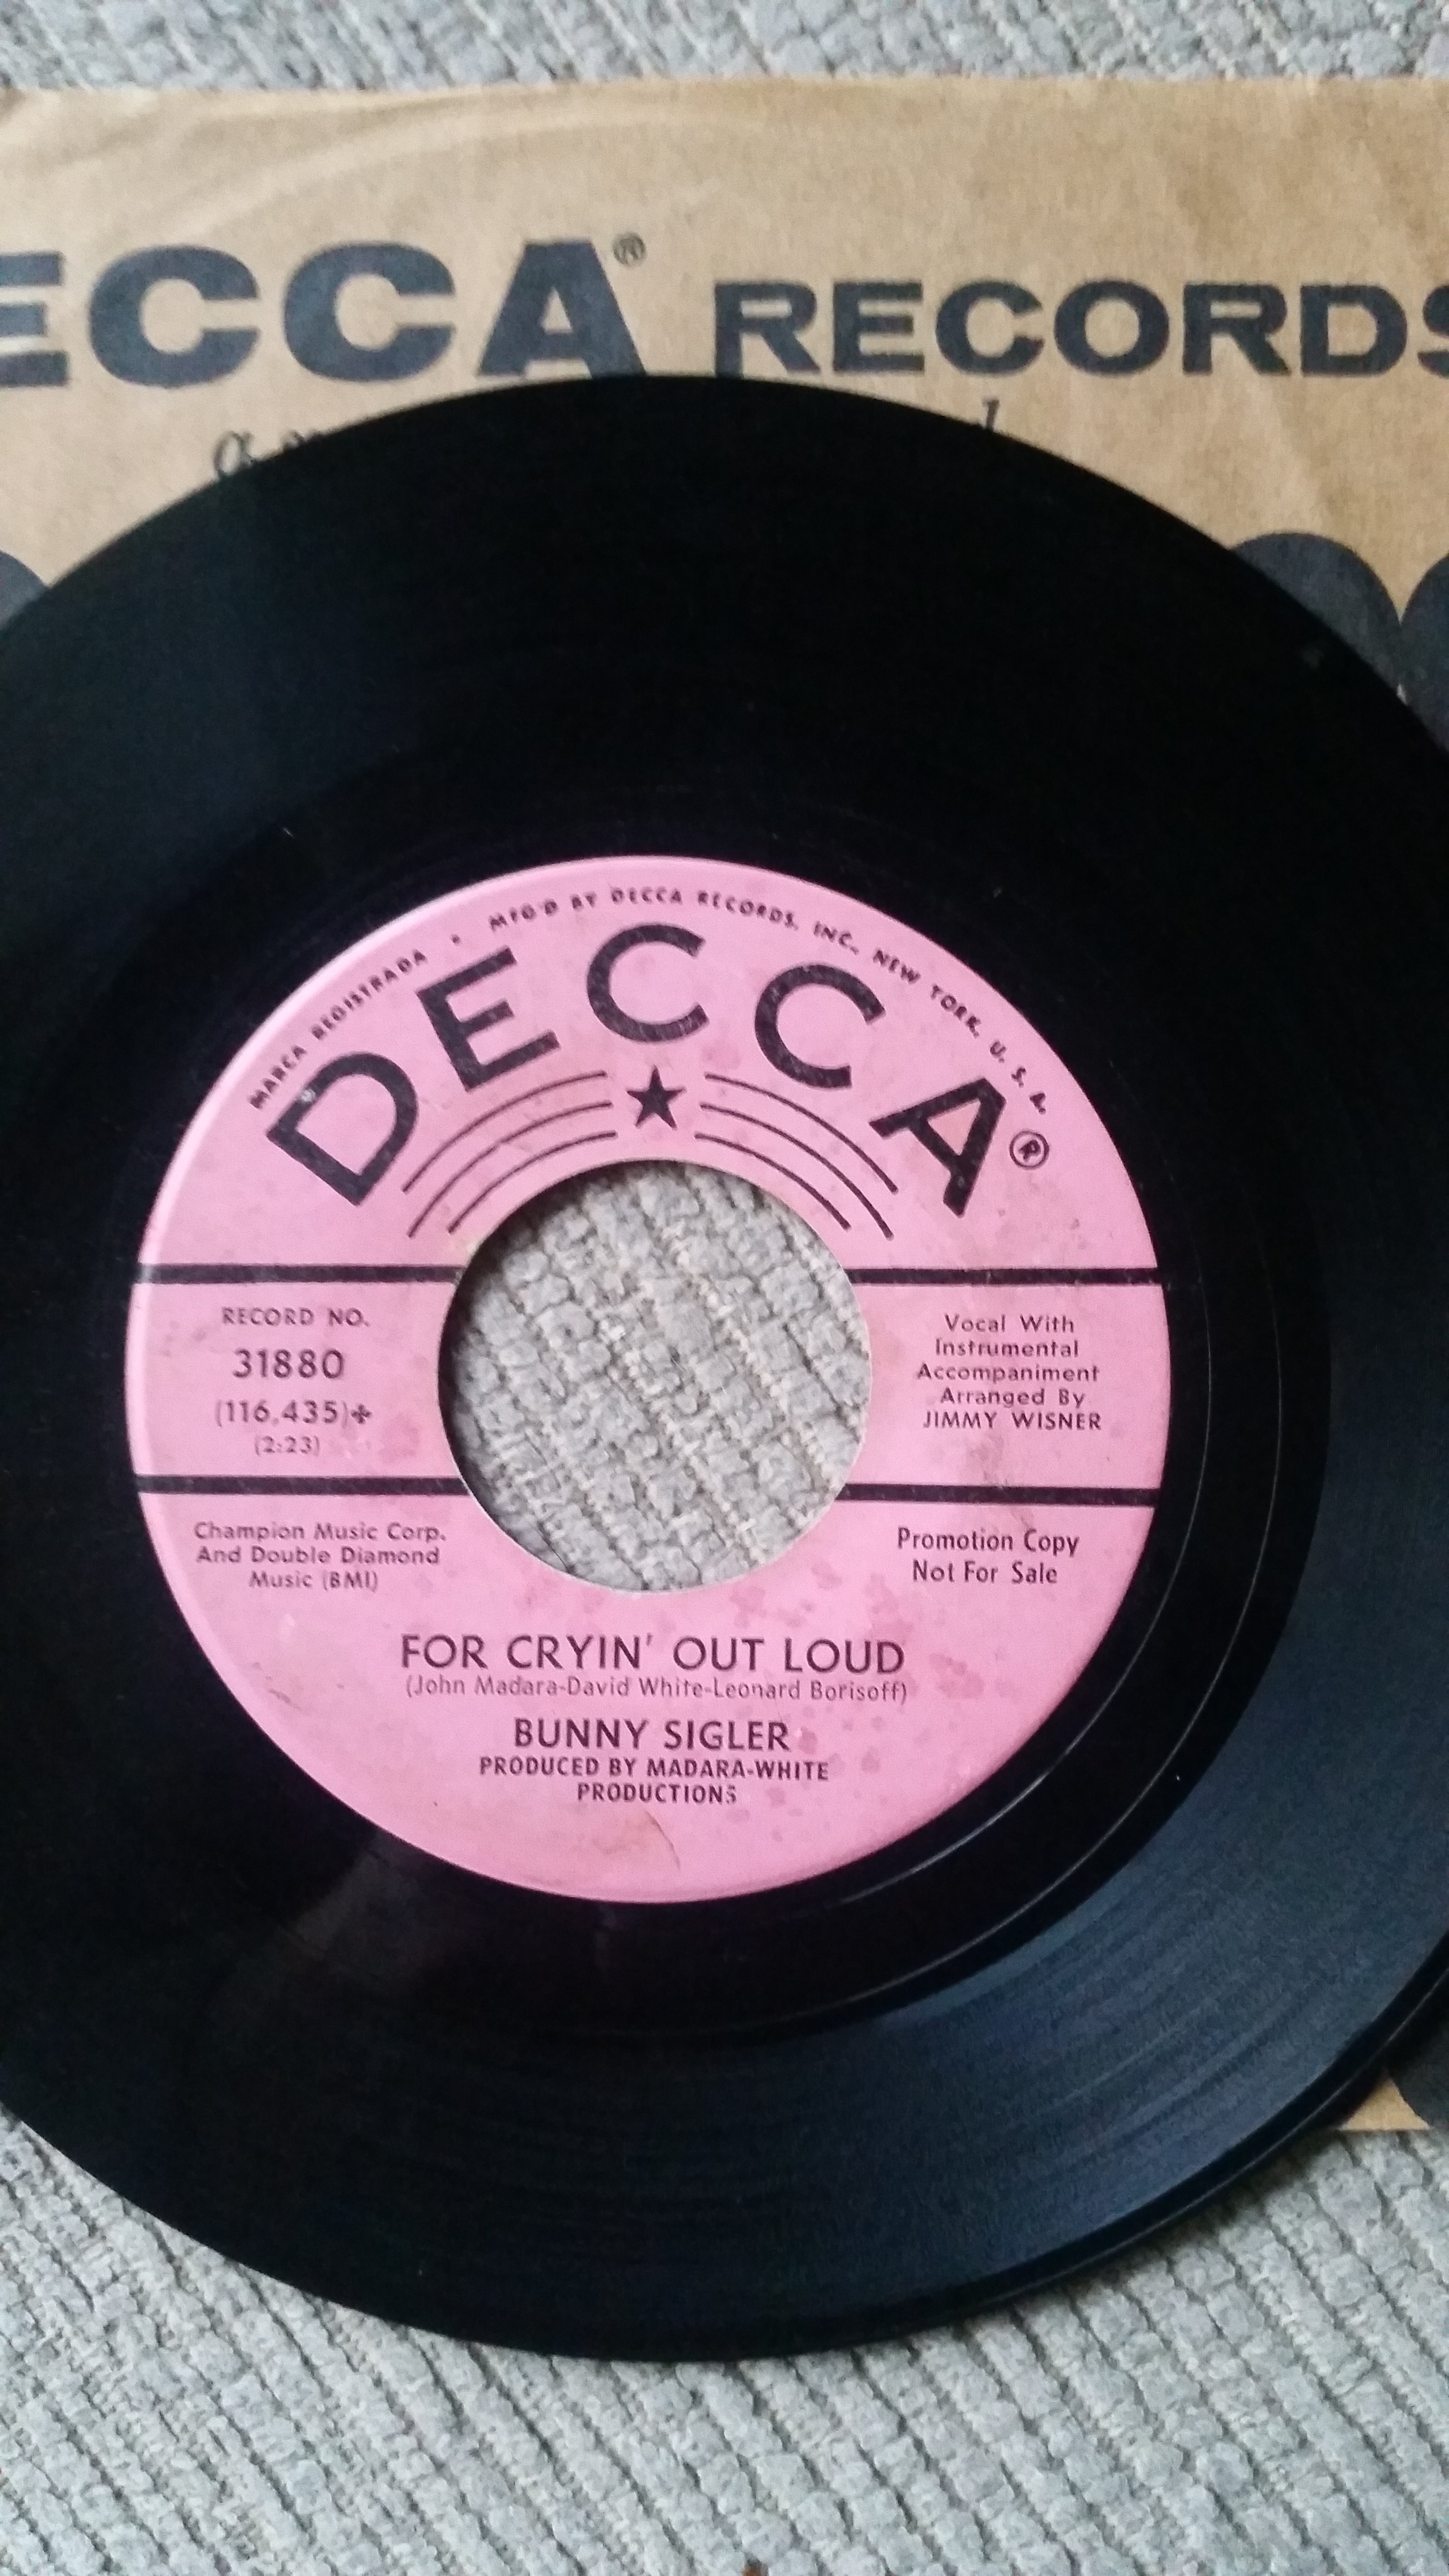 ECCA® RECORDS
MARCA REGISTRADA • MFG'D BY DECCA RECORDS, INC., NEW YORK, U. S. A.
DECCA®
RECORD NO.
31880
(116,435)✢
(2:23)
Vocal With
Instrumental
Accompaniment
Arranged By
JIMMY WISNER
Champion Music Corp.
And Double Diamond
Music (BMI)
Promotion Copy
Not For Sale
FOR CRYIN' OUT LOUD
(John Madara-David White-Leonard Borisoff)
BUNNY SIGLER
PRODUCED BY MADARA-WHITE
PRODUCTIONS